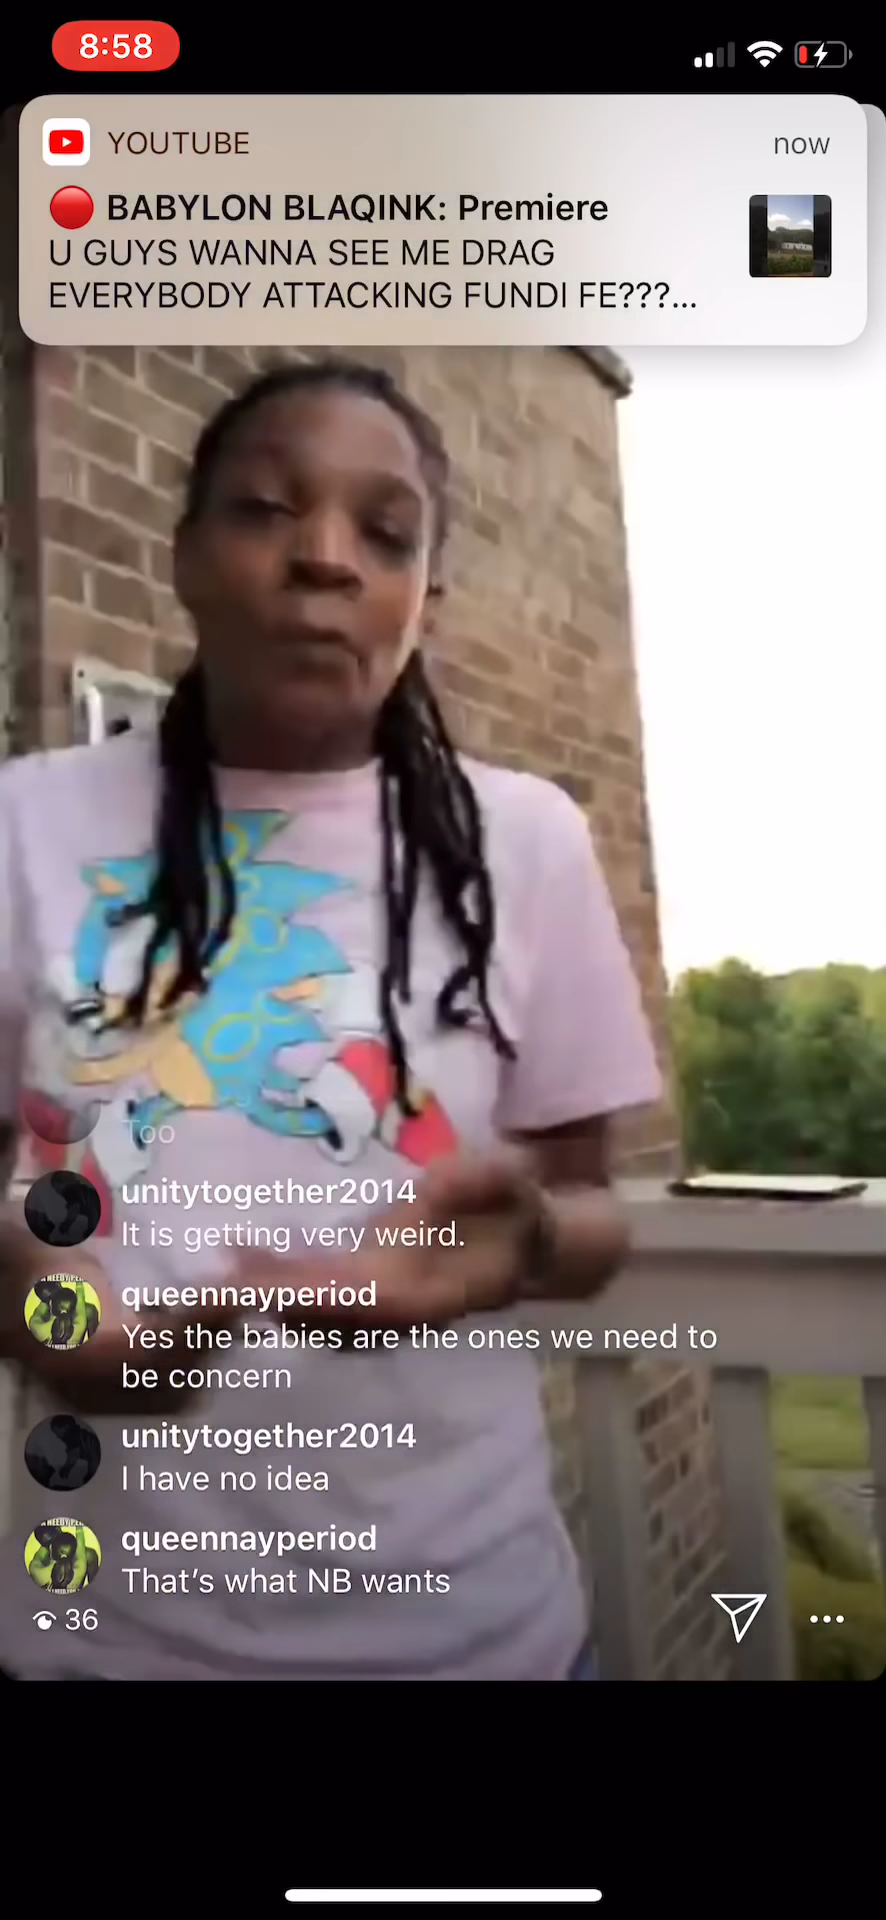 8:58
YOUTUBE
now
BABYLON BLAQINK: Premiere
U GUYS WANNA SEE ME DRAG
EVERYBODY ATTACKING FUNDI FE???...
Too
unitytogether2014
It is getting very weird.
queennayperiod
Yes the babies are the ones we need to
be concern
unitytogether2014
I have no idea
queennayperiod
That's what NB wants
36